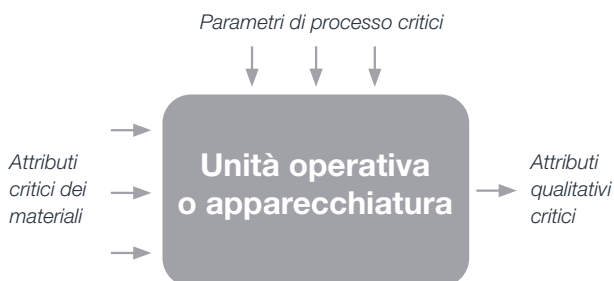 Parametri di processo critici
Attributi
critici dei
materiali
Unità operativa
o apparecchiatura
Attributi
qualitativi
critici